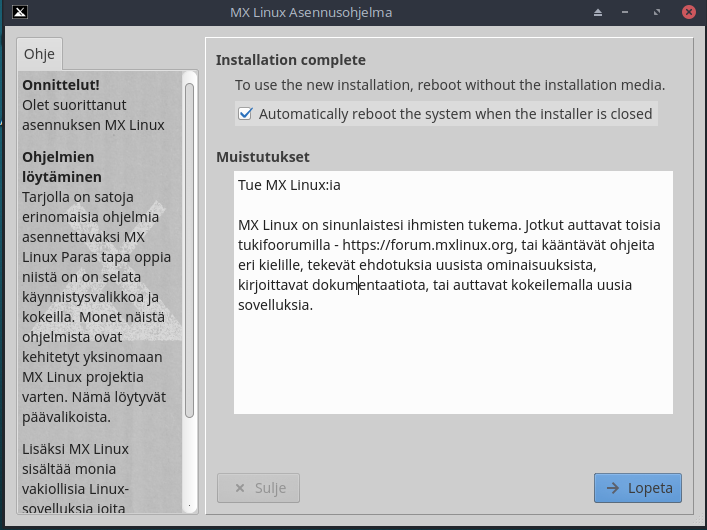 MX Linux Asennusohjelma
Ohje
Onnittelut!
Olet suorittanut
asennuksen MX Linux
Ohjelmien
löytäminen
Tarjolla on satoja
erinomaisia ohjelmia
asennettavaksi MX
Linux Paras tapa oppia
niistä on on selata
käynnistysvalikkoa ja
kokeilla. Monet näistä
ohjelmista ovat
kehitetyt yksinomaan
MX Linux projektia
varten. Nämä löytyvät
päävalikoista.
Lisäksi MX Linux
sisältää monia
vakiollisia Linux-
sovelluksia joita
Installation complete
To use the new installation, reboot without the installation media.
Automatically reboot the system when the installer is closed
Muistutukset
Tue MX Linux:ia
MX Linux on sinunlaistesi ihmisten tukema. Jotkut auttavat toisia
tukifoorumilla - https://forum.mxlinux.org, tai kääntävät ohjeita
eri kielille, tekevät ehdotuksia uusista ominaisuuksista,
kirjoittavat dokumentaatiota, tai auttavat kokeilemalla uusia
sovelluksia.
Sulje
Lopeta